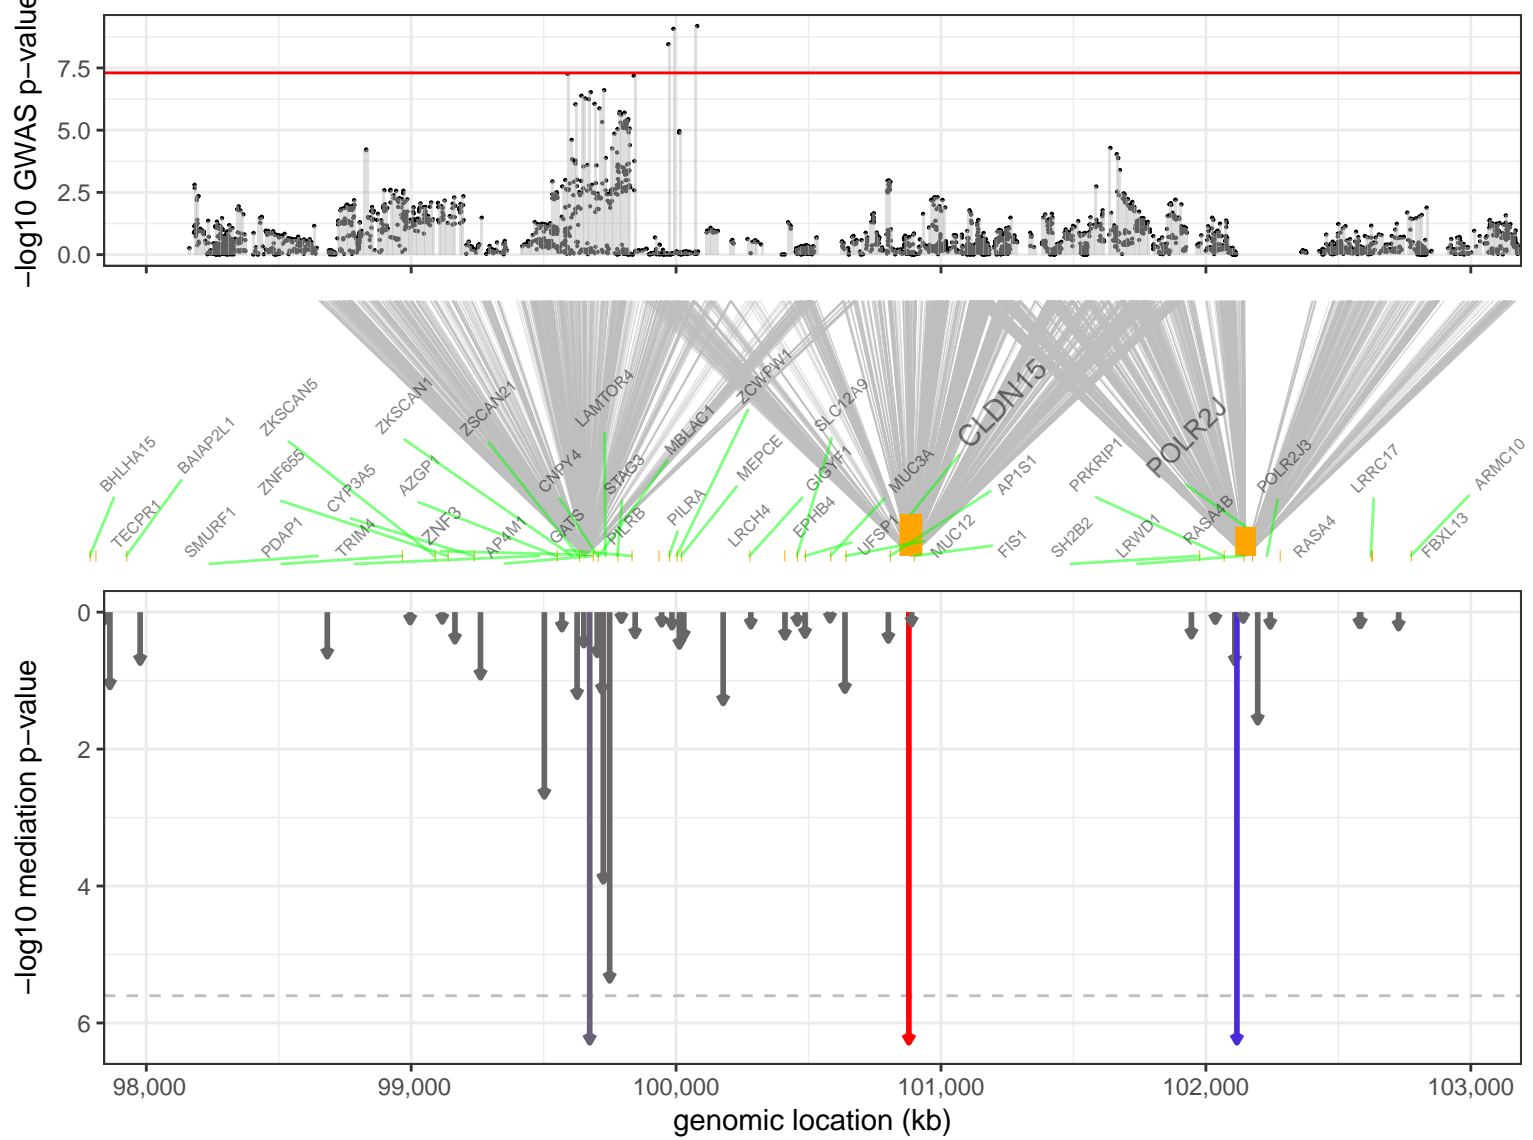 −log10 GWAS p−value
7.5
5.0
2.5
0.0
ZCWPW1
LAMTOR4
CLDN15
ZKSCAN5
ZKSCAN1
ZSCAN21
SLC12A9
MBLAC1
POLR2J
BAIAP2L1
BHLHA15
ZNF655
CYP3A5
AZGP1
CNPY4
STAG3
MEPCE
GIGYF1
MUC3A
AP1S1
PRKRIP1
POLR2J3
LRRC17
ARMC10
TECPR1
SMURF1
PDAP1
TRIM4
ZNF3
AP4M1
GATS
PILRB
PILRA
LRCH4
EPHB4
UFSP1
MUC12
FIS1
SH2B2
LRWD1
RASA4B
RASA4
FBXL13
−log10 mediation p−value
0
2
4
6
98,000
99,000
100,000
101,000
102,000
103,000
genomic location (kb)